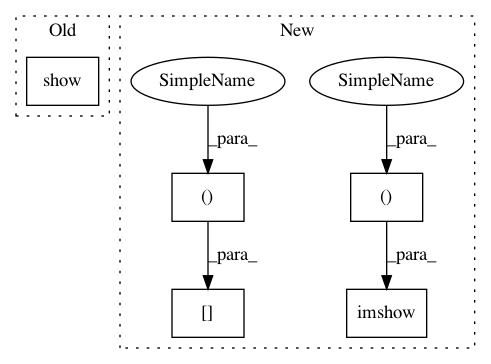 Old
New
show
SimpleName
SimpleName
_para_
_para_
()
()
_para_
_para_
[]
imshow